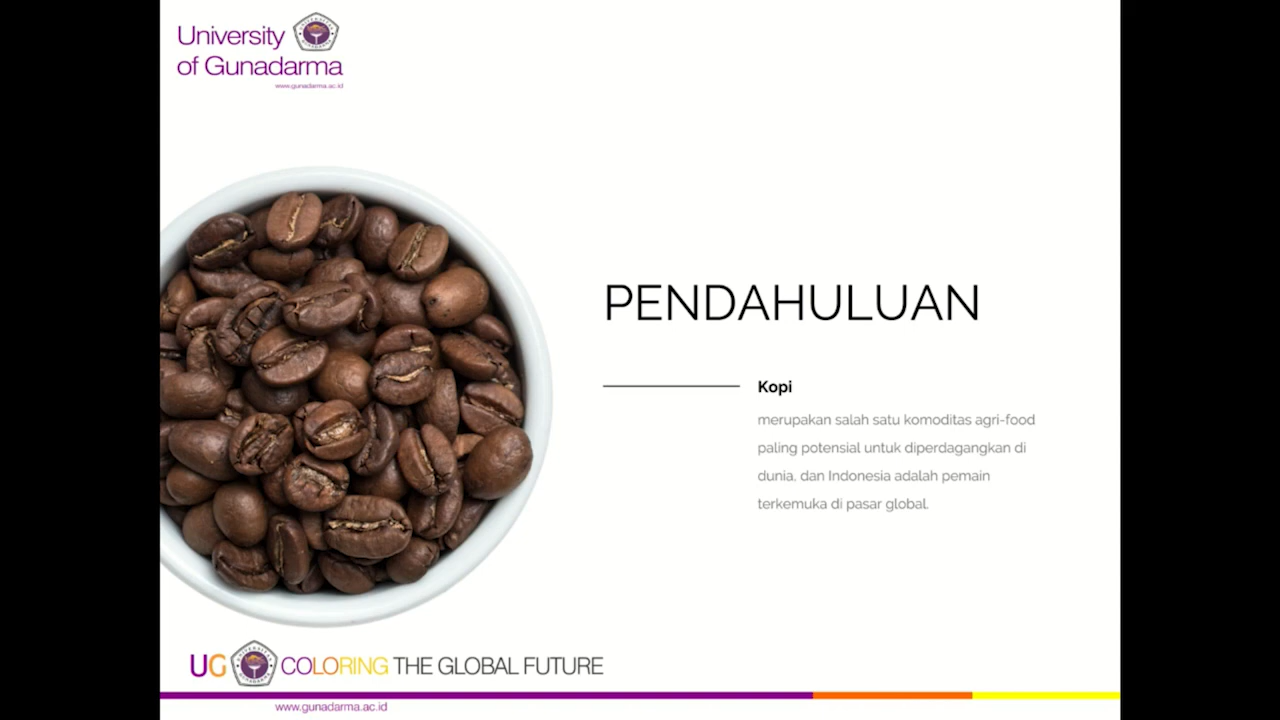 University
of Gunadarma
www.gunadarma.ac.id
PENDAHULUAN
Kopi
merupakan salah satu komoditas agri-food
paling potensial untuk diperdagangkan di
dunia, dan Indonesia adalah pemain
terkemuka di pasar global.
UG COLORING THE GLOBAL FUTURE
www.gunadarma.ac.id